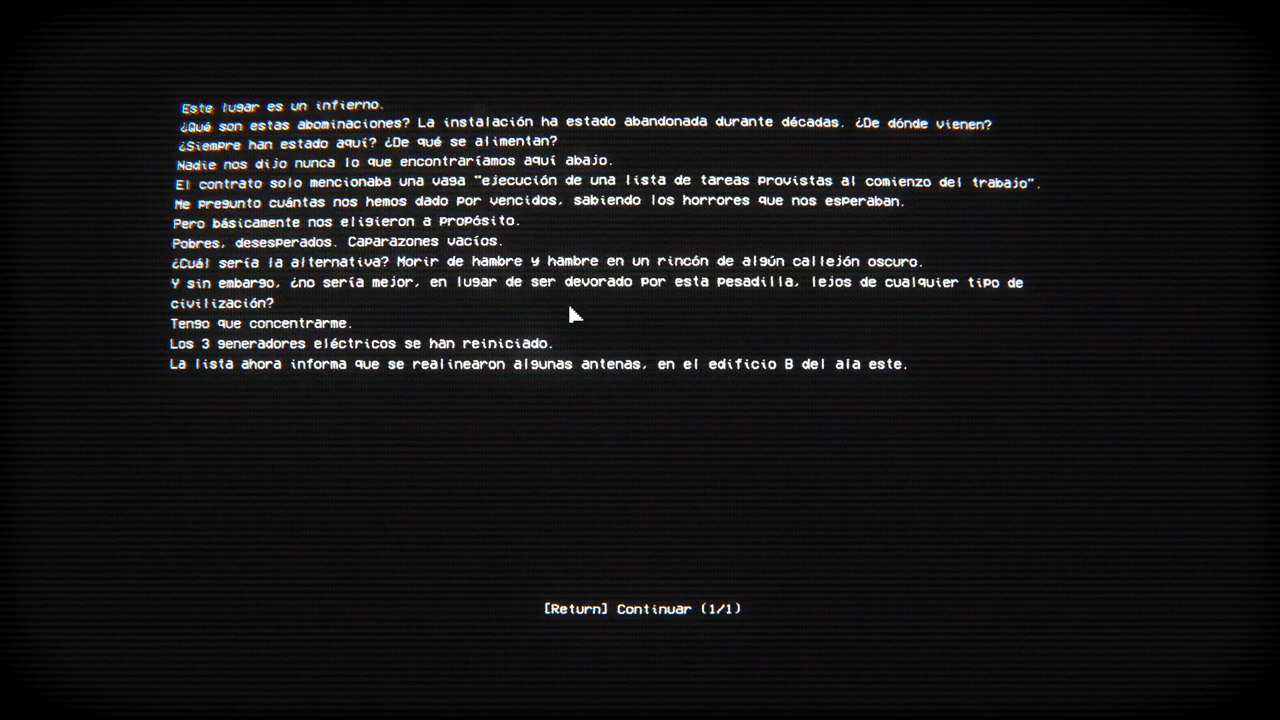 Este lugar es un infierno.
¿Qué son estas abominaciones? La instalación ha estado abandonada durante décadas. ¿De dónde vienen?
¿Siempre han estado aquí? ¿De qué se alimentan?
Nadie nos dijo nunca lo que encontraríamos aquí abajo.
El contrato solo mencionaba una vaga "ejecución de una lista de tareas provistas al comienzo del trabajo".
Me pregunto cuántas nos hemos dado por vencidos, sabiendo los horrores que nos esperaban.
Pero básicamente nos eligieron a propósito.
Pobres, desesperados. Caparazones vacíos.
¿Cuál sería la alternativa? Morir de hambre y hambre en un rincón de algún callejón oscuro.
Y sin embargo, ¿no sería mejor, en lugar de ser devorado por esta pesadilla, lejos de cualquier tipo de
civilización?
Tengo que concentrarme.
Los 3 generadores eléctricos se han reiniciado.
La lista ahora informa que se realinearon algunas antenas, en el edificio B del ala este.
[Return] Continuar (1/1)